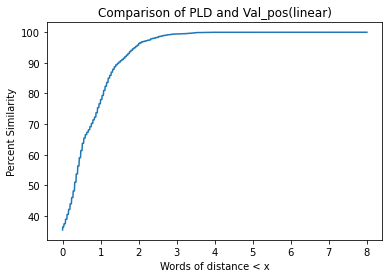 Comparison of PLD and Val_pos(linear)
Percent Similarity
100
90
80
70
60
50
40
0 1 2 3 4 5 6 7 8
Words of distance < x